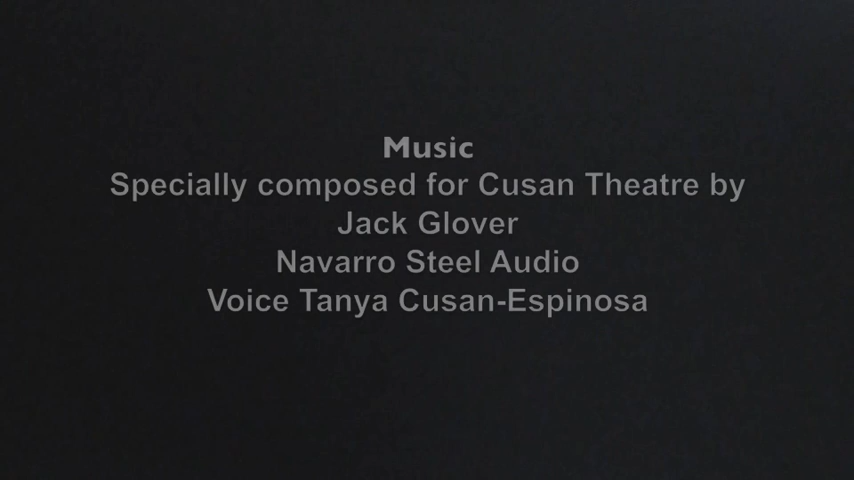 Music
Specially composed for Cusan Theatre by
Jack Glover
Navarro Steel Audio
Voice Tanya Cusan-Espinosa